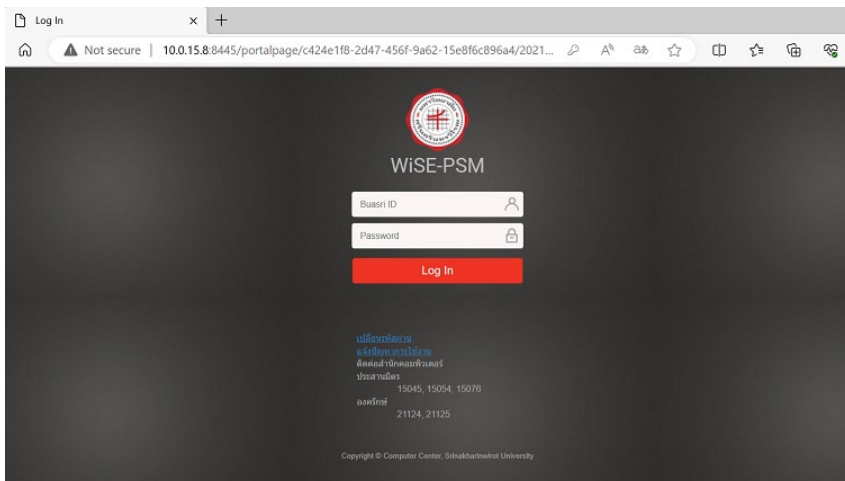 Log In
Not secure 10.0.15.8:8445/portalpage/c424e1f8-2d47-456f-9a62-15e8f6c896a4/2021...
WiSE-PSM
Buasri ID
Password
Log In
เปลี่ยนรหัสผ่าน
แจ้งปัญหาการใช้งาน
ติดต่อสำนักคอมพิวเตอร์
ประสานมิตร
15045, 15054, 15076
องครักษ์
21124, 21125
Copyright © Computer Center, Srinakharinwirot University